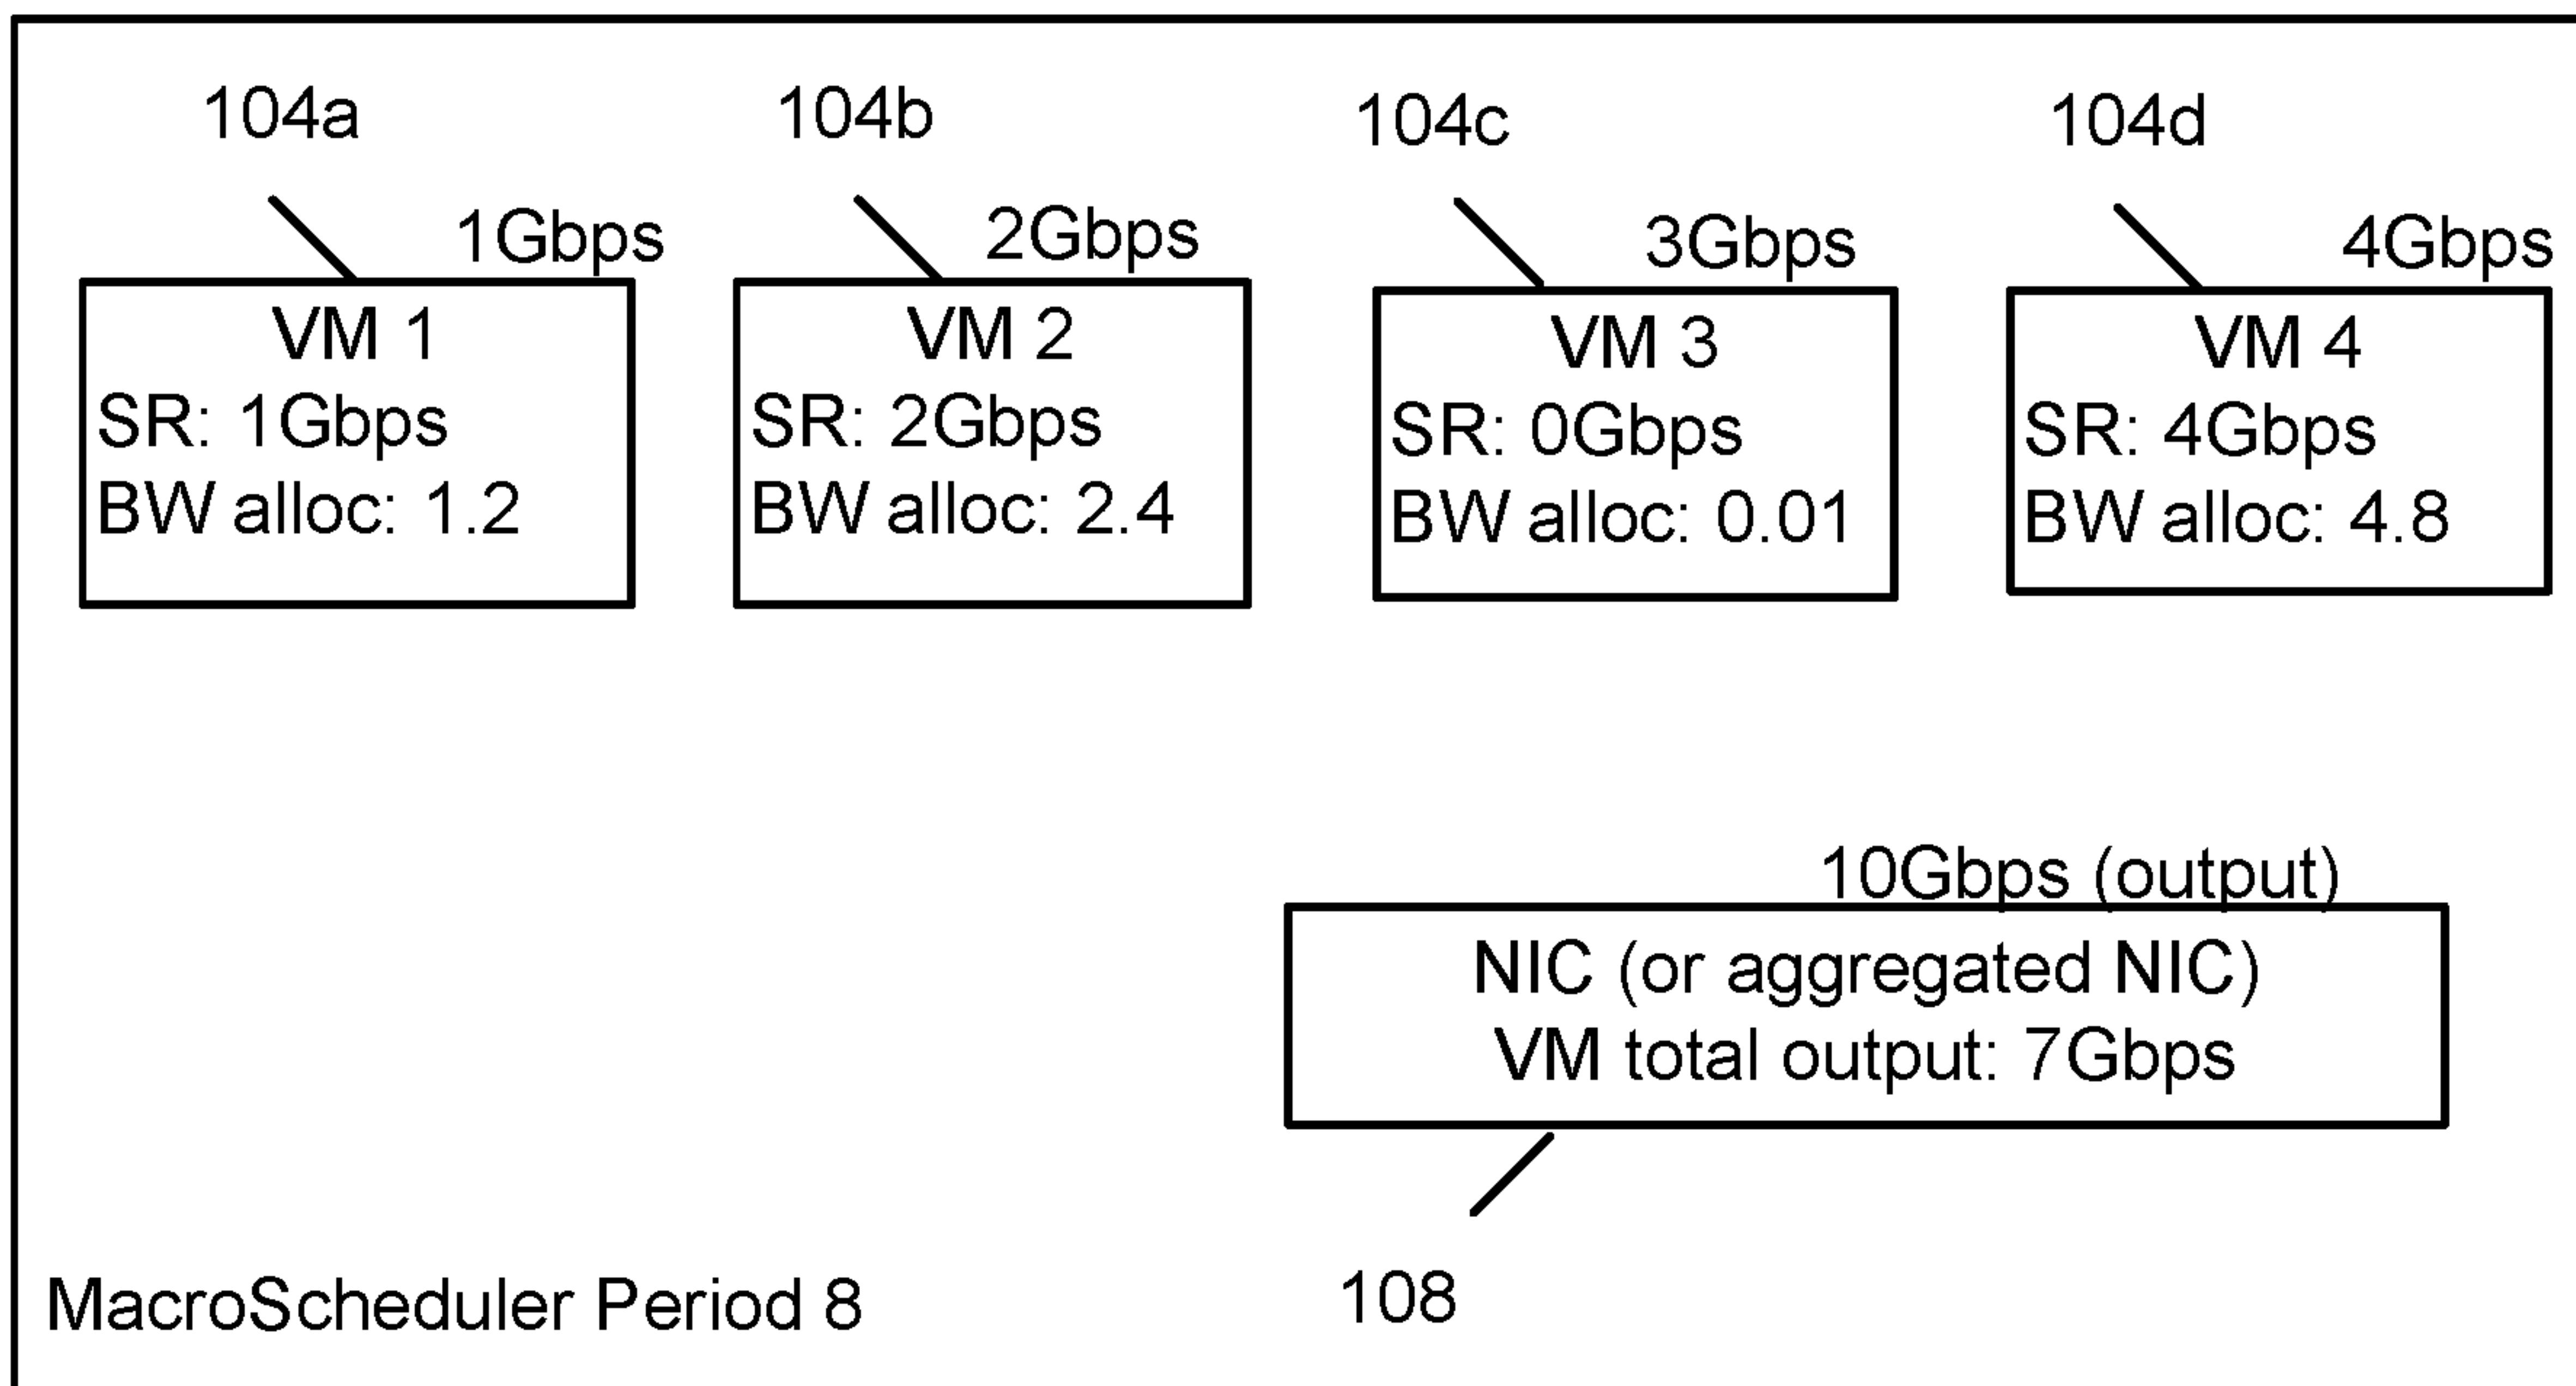 104a
104b
104c
104d
1Gbps
2Gbps
3Gbps
4Gbps
VM 1
SR: 1Gbps
BW alloc: 1.2
VM 2
SR: 2Gbps
BW alloc: 2.4
VM 3
SR: 0Gbps
BW alloc: 0.01
VM 4
SR: 4Gbps
BW alloc: 4.8
10Gbps (output)
NIC (or aggregated NIC)
VM total output: 7Gbps
108
MacroScheduler Period 8